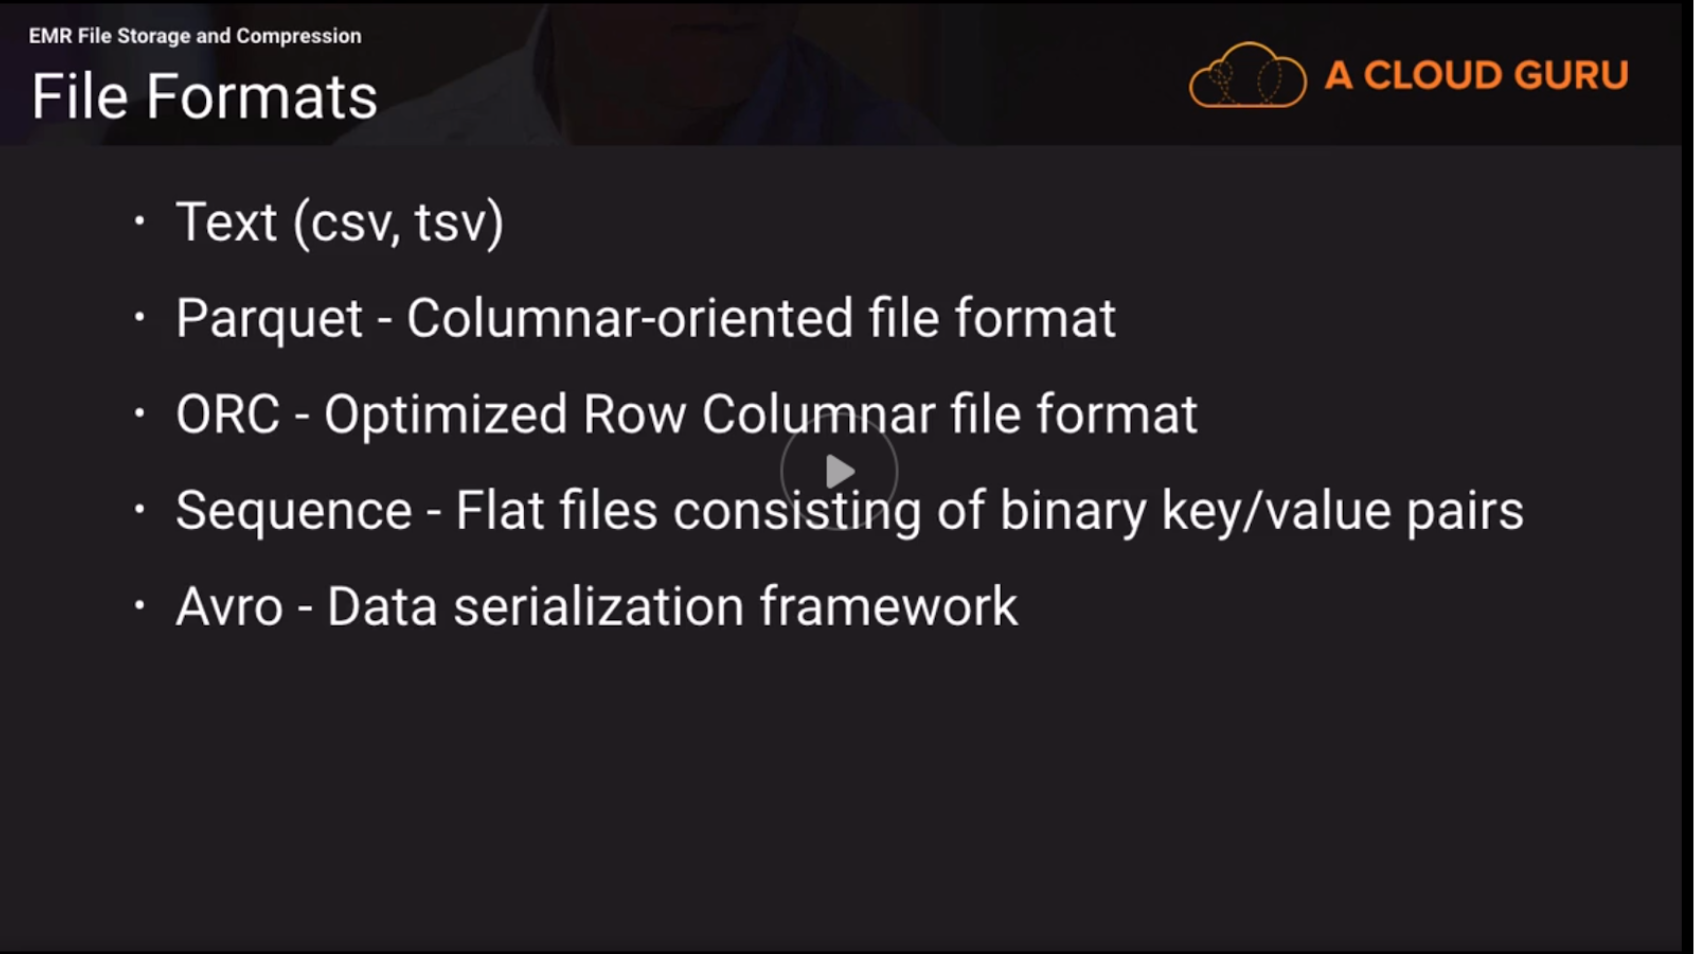 EMR File Storage and Compression
File Formats
A CLOUD GURU
• Text (csv, tsv)
• Parquet - Columnar-oriented file format
• ORC - Optimized Row Columnar file format
• Sequence - Flat files consisting of binary key/value pairs
• Avro - Data serialization framework